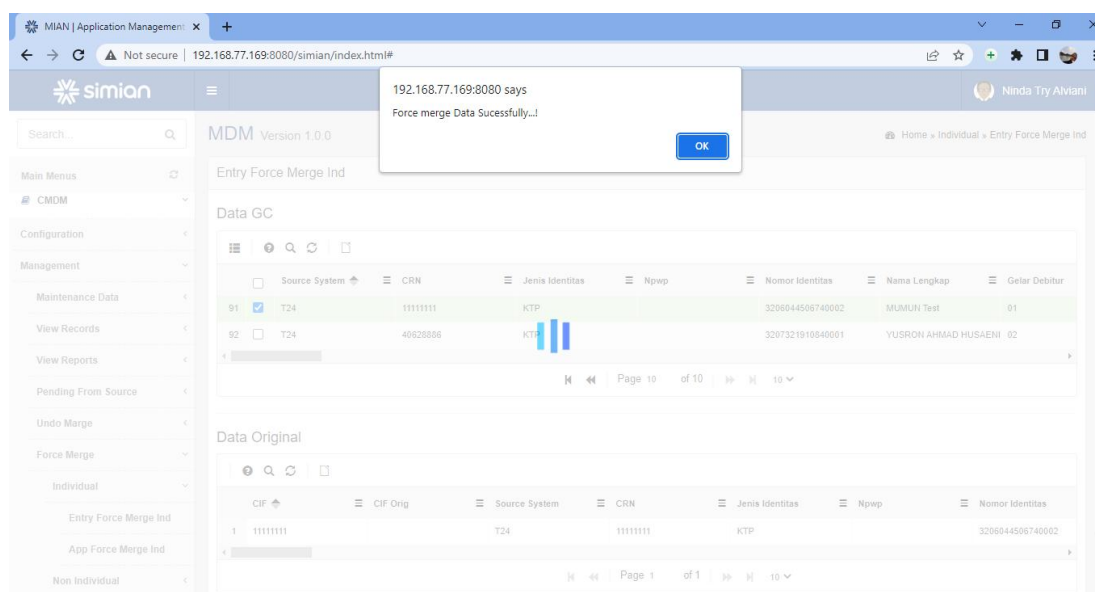 MIAN | Application Management
Not secure | 192.168.77.169:8080/simian/index.html#
192.168.77.169:8080 says
Force merge Data Sucessfully...!
OK
simian
Ninda Try Alviani
Search...
MDM Version 1.0.0
Home » Individual » Entry Force Merge Ind
Main Menus
CMDM
Configuration
Management
Maintenance Data
View Records
View Reports
Pending From Source
Undo Marge
Force Merge
Individual
Entry Force Merge Ind
App Force Merge Ind
Non Individual
Entry Force Merge Ind
Data GC
Source System CRN Jenis Identitas Npwp Nomor Identitas Nama Lengkap Gelar Debitur
91 T24 11111111 KTP 3206044506740002 MUMUN Test 01
92 T24 40628886 KTP 3207321910840001 YUSRON AHMAD HUSAENI 02
Page 10 of 10 10
Data Original
CIF CIF Orig Source System CRN Jenis Identitas Npwp Nomor Identitas
1 11111111 T24 11111111 KTP 3206044506740002
Page 1 of 1 10